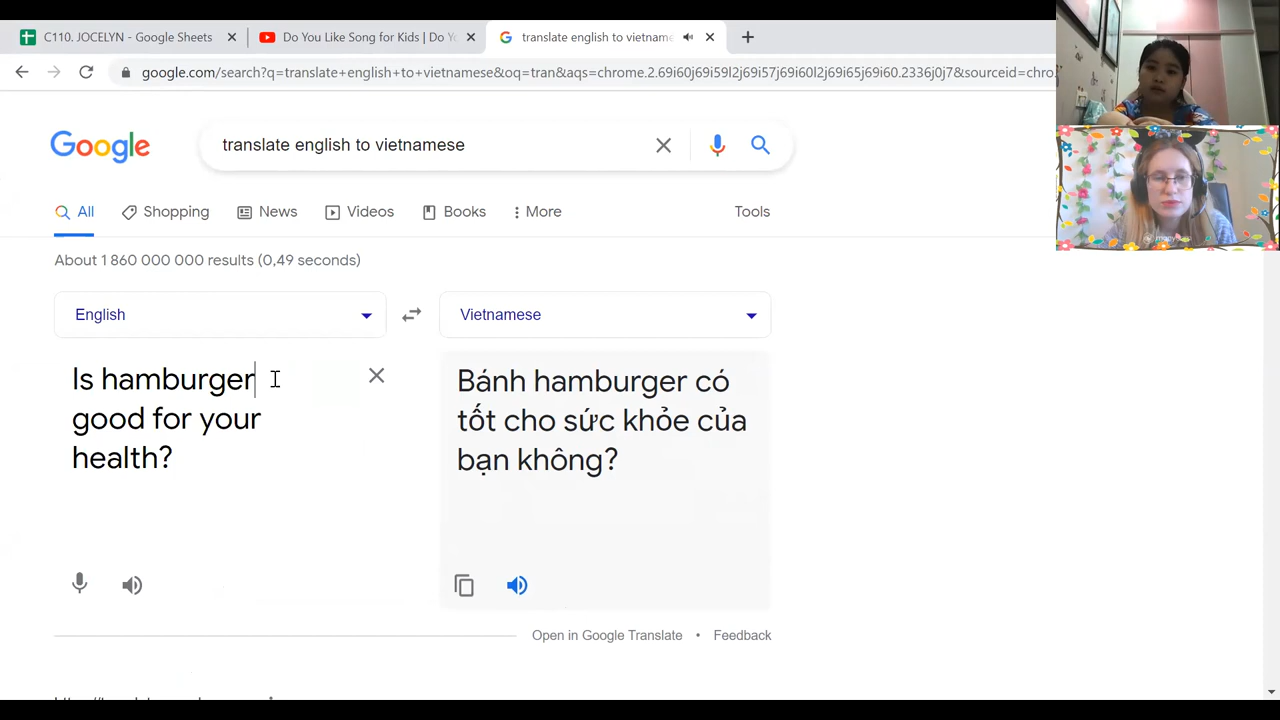 C110. JOCELYN - Google Sheets
Do You Like Song for Kids | Do Yo
translate english to vietname
google.com/search?q=translate+english+to+vietnamese&oq=tran&aqs=chrome.2.69i60j69i59l2j69i57j69i60l2j69i65j69i60.2336j0j7&sourceid=chro
Google
translate english to vietnamese
All
Shopping
News
Videos
Books
More
Tools
About 1 860 000 000 results (0,49 seconds)
English
Vietnamese
Is hamburger
good for your
health?
Bánh hamburger có
tốt cho sức khỏe của
bạn không?
Open in Google Translate • Feedback